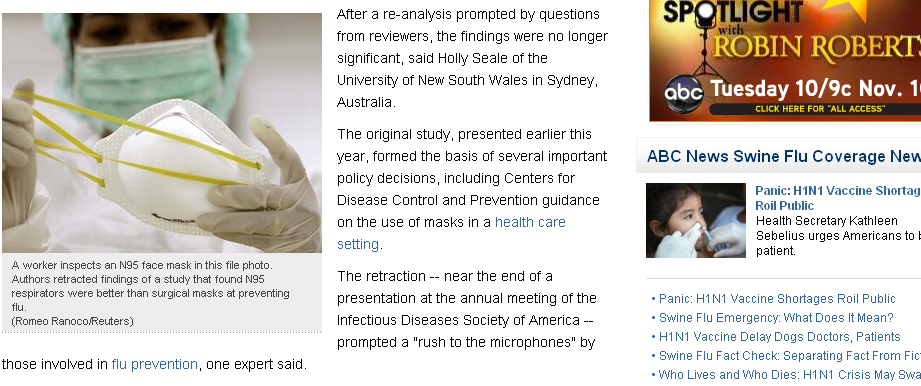 After a re-analysis prompted by questions
from reviewers, the findings were no longer
significant, said Holly Seale of the
University of New South Wales in Sydney,
Australia.
The original study, presented earlier this
year, formed the basis of several important
policy decisions, including Centers for
Disease Control and Prevention guidance
on the use of masks in a health care
setting.
A worker inspects an N95 face mask in this file photo.
Authors retracted findings of a study that found N95
respirators were better than surgical masks at preventing
flu.
(Romeo Ranoco/Reuters)
The retraction -- near the end of a
presentation at the annual meeting of the
Infectious Diseases Society of America --
prompted a "rush to the microphones" by
those involved in flu prevention, one expert said.
SPOTLIGHT
with
ROBIN ROBERTS
abc
Tuesday 10/9c Nov. 1
CLICK HERE FOR "ALL ACCESS"
ABC News Swine Flu Coverage New
Panic: H1N1 Vaccine Shortag
Roil Public
Health Secretary Kathleen
Sebelius urges Americans to b
patient.
• Panic: H1N1 Vaccine Shortages Roil Public
• Swine Flu Emergency: What Does It Mean?
• H1N1 Vaccine Delay Dogs Doctors, Patients
• Swine Flu Fact Check: Separating Fact From Fic
• Who Lives and Who Dies: H1N1 Crisis May Swa